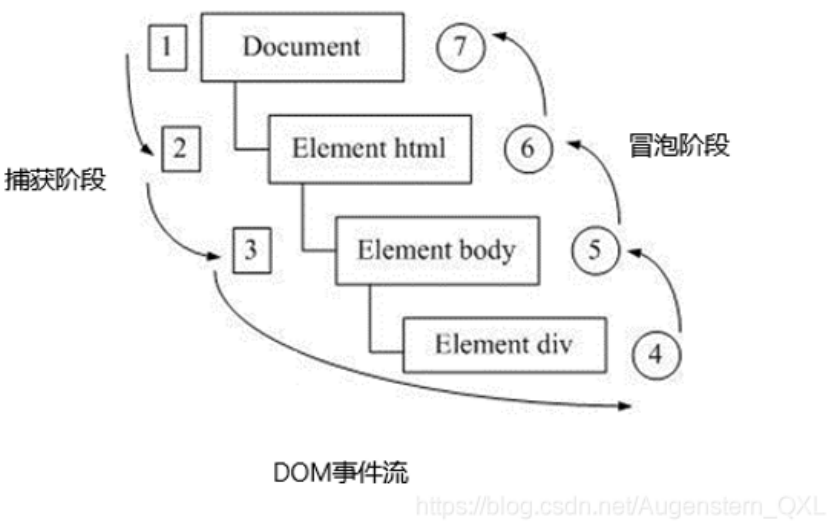 1 Document 7
2 Element html 6 冒泡阶段
捕获阶段
3 Element body 5
Element div 4
DOM事件流
https://blog.csdn.net/Augenstern_QXL